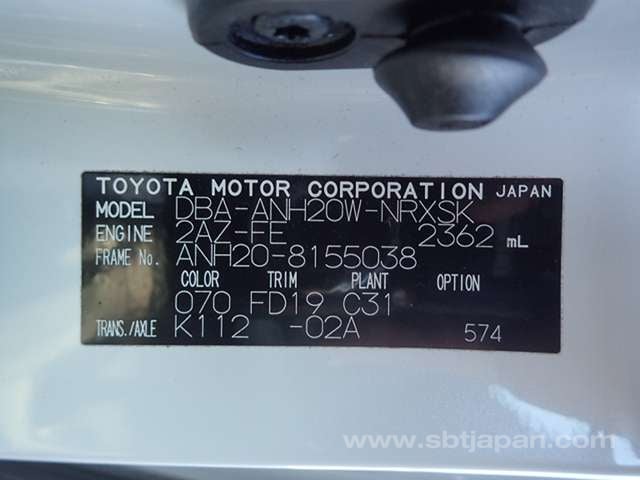 TOYOTA MOTOR CORPORATION JAPAN
MODEL DBA-ANH20W-NRXSK
ENGINE 2AZ-FE 2362 mL
FRAME No. ANH20-8155038
COLOR TRIM PLANT OPTION
070 FD19 C31
TRANS./AXLE K112 -02A 574
www.sbtjapan.com